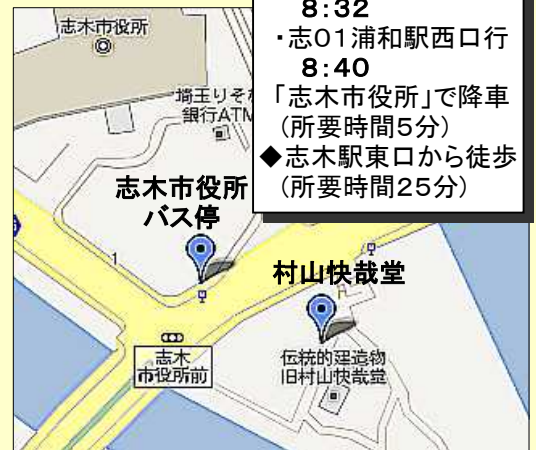 8:32
・志01浦和駅西口行
8:40
「志木市役所」で降車
(所要時間5分)
◆志木駅東口から徒歩
(所要時間25分)
志木市役所
埼玉りそな
銀行ATM
志木市役所
バス停
村山快哉堂
志木
市役所前
伝統的建造物
旧村山快哉堂